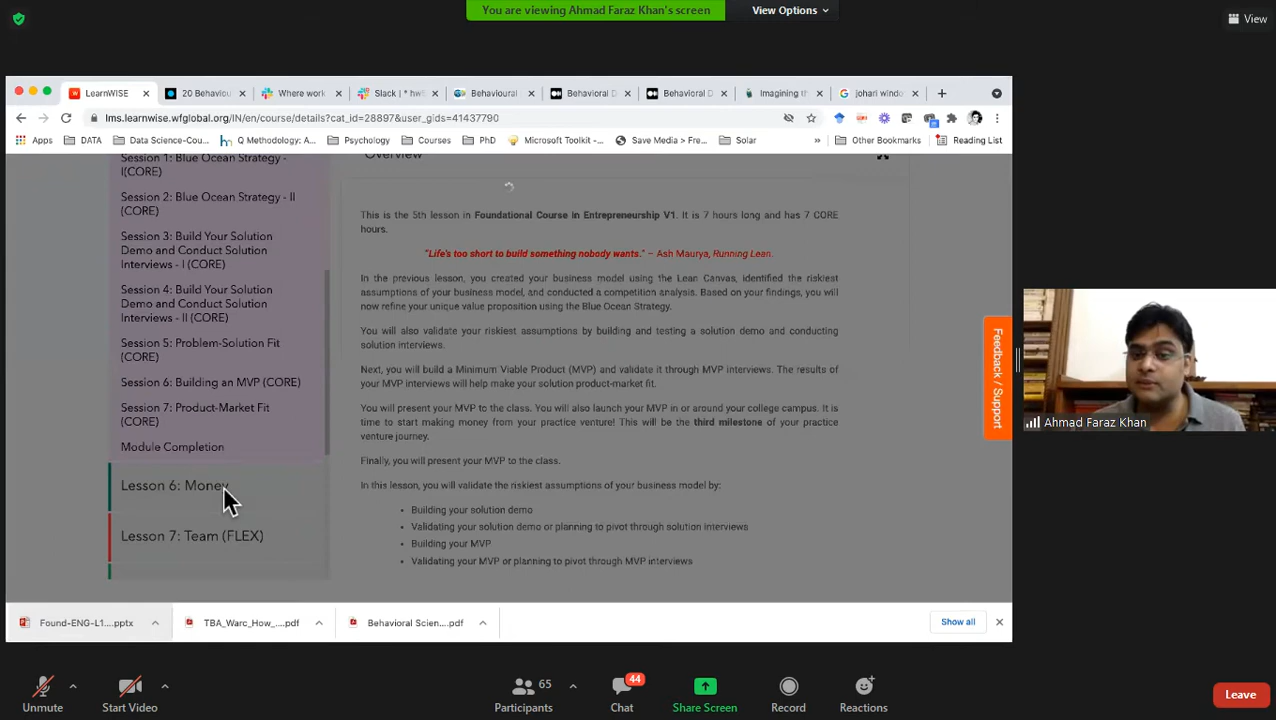 You are viewing Ahmad Faraz Khan's screen
View Options
View
LearnWISE
20 Behaviou
Where work
Slack | * hwi
Behavioural
Behavioral D
Behavioral D
Imagining th
johari windo
lms.learnwise.wfglobal.org/IN/en/course/details?cat_id=28897&user_gids=41437790
Apps
DATA
Data Science-Cou...
Q Methodology: A...
Psychology
Courses
PhD
Microsoft Toolkit -...
Save Media > Fre...
Solar
»
Other Bookmarks
Reading List
Session 1: Blue Ocean Strategy -
I(CORE)
Session 2: Blue Ocean Strategy - II
(CORE)
Session 3: Build Your Solution
Demo and Conduct Solution
Interviews - I (CORE)
Session 4: Build Your Solution
Demo and Conduct Solution
Interviews - II (CORE)
Session 5: Problem-Solution Fit
(CORE)
Session 6: Building an MVP (CORE)
Session 7: Product-Market Fit
(CORE)
Module Completion
Lesson 6: Money
Lesson 7: Team (FLEX)
Overview
This is the 5th lesson in Foundational Course in Entrepreneurship V1. It is 7 hours long and has 7 CORE
hours.
"Life's too short to build something nobody wants." – Ash Maurya, Running Lean.
In the previous lesson, you created your business model using the Lean Canvas, identified the riskiest
assumptions of your business model, and conducted a competition analysis. Based on your findings, you will
now refine your unique value proposition using the Blue Ocean Strategy.
You will also validate your riskiest assumptions by building and testing a solution demo and conducting
solution interviews.
Next, you will build a Minimum Viable Product (MVP) and validate it through MVP interviews. The results of
your MVP interviews will help make your solution product-market fit.
You will present your MVP to the class. You will also launch your MVP in or around your college campus. It is
time to start making money from your practice venture! This will be the third milestone of your practice
venture journey.
Finally, you will present your MVP to the class.
In this lesson, you will validate the riskiest assumptions of your business model by:
• Building your solution demo
• Validating your solution demo or planning to pivot through solution interviews
• Building your MVP
• Validating your MVP or planning to pivot through MVP interviews
Feedback / Support
Ahmad Faraz Khan
Found-ENG-L1....pptx
TBA_Warc_How_....pdf
Behavioral Scien....pdf
Show all
Unmute
Start Video
65
Participants
44
Chat
Share Screen
Record
Reactions
Leave